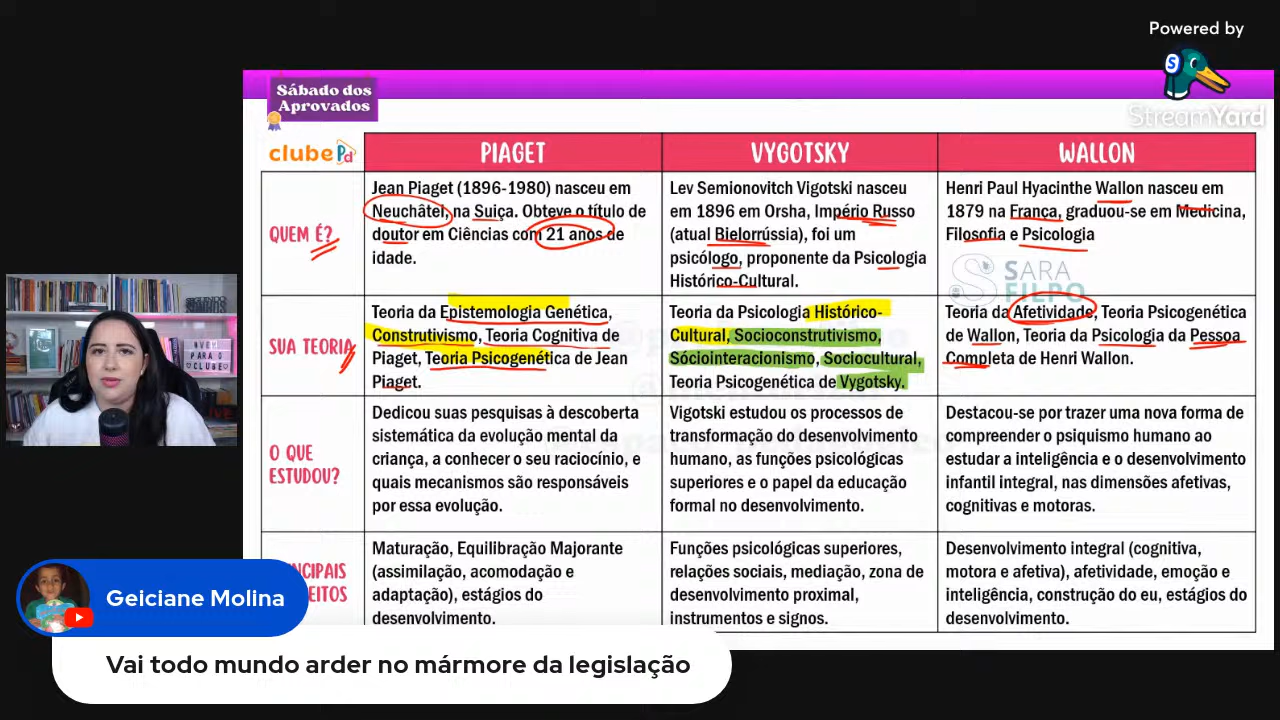 Powered by
StreamYard
Sábado dos
Aprovados
clube Pd
PIAGET
VYGOTSKY
WALLON
QUEM É?
Jean Piaget (1896-1980) nasceu em
Neuchâtel, na Suiça. Obteve o título de
doutor em Ciências com 21 anos de
idade.
Lev Semionovitch Vigotski nasceu
em 1896 em Orsha, Império Russo
(atual Bielorrússia), foi um
psicólogo, proponente da Psicologia
Histórico-Cultural.
Henri Paul Hyacinthe Wallon nasceu em
1879 na França, graduou-se em Medicina,
Filosofia e Psicologia
SARA
FILPO
SUA TEORIA
Teoria da Epistemologia Genética,
Construtivismo, Teoria Cognitiva de
Piaget, Teoria Psicogenética de Jean
Piaget.
Teoria da Psicologia Histórico-
Cultural, Socioconstrutivismo,
Sóciointeracionismo, Sociocultural,
Teoria Psicogenética de Vygotsky.
Teoria da Afetividade, Teoria Psicogenética
de Wallon, Teoria da Psicologia da Pessoa
Completa de Henri Wallon.
O QUE
ESTUDOU?
Dedicou suas pesquisas à descoberta
sistemática da evolução mental da
criança, a conhecer o seu raciocínio, e
quais mecanismos são responsáveis
por essa evolução.
Vigotski estudou os processos de
transformação do desenvolvimento
humano, as funções psicológicas
superiores e o papel da educação
formal no desenvolvimento.
Destacou-se por trazer uma nova forma de
compreender o psiquismo humano ao
estudar a inteligência e o desenvolvimento
infantil integral, nas dimensões afetivas,
cognitivas e motoras.
Maturação, Equilibração Majorante
(assimilação, acomodação e
adaptação), estágios do
desenvolvimento.
Funções psicológicas superiores,
relações sociais, mediação, zona de
desenvolvimento proximal,
instrumentos e signos.
Desenvolvimento integral (cognitiva,
motora e afetiva), afetividade, emoção e
inteligência, construção do eu, estágios do
desenvolvimento.
VEM
PARA O
CLUBE
Geiciane Molina
Vai todo mundo arder no mármore da legislação